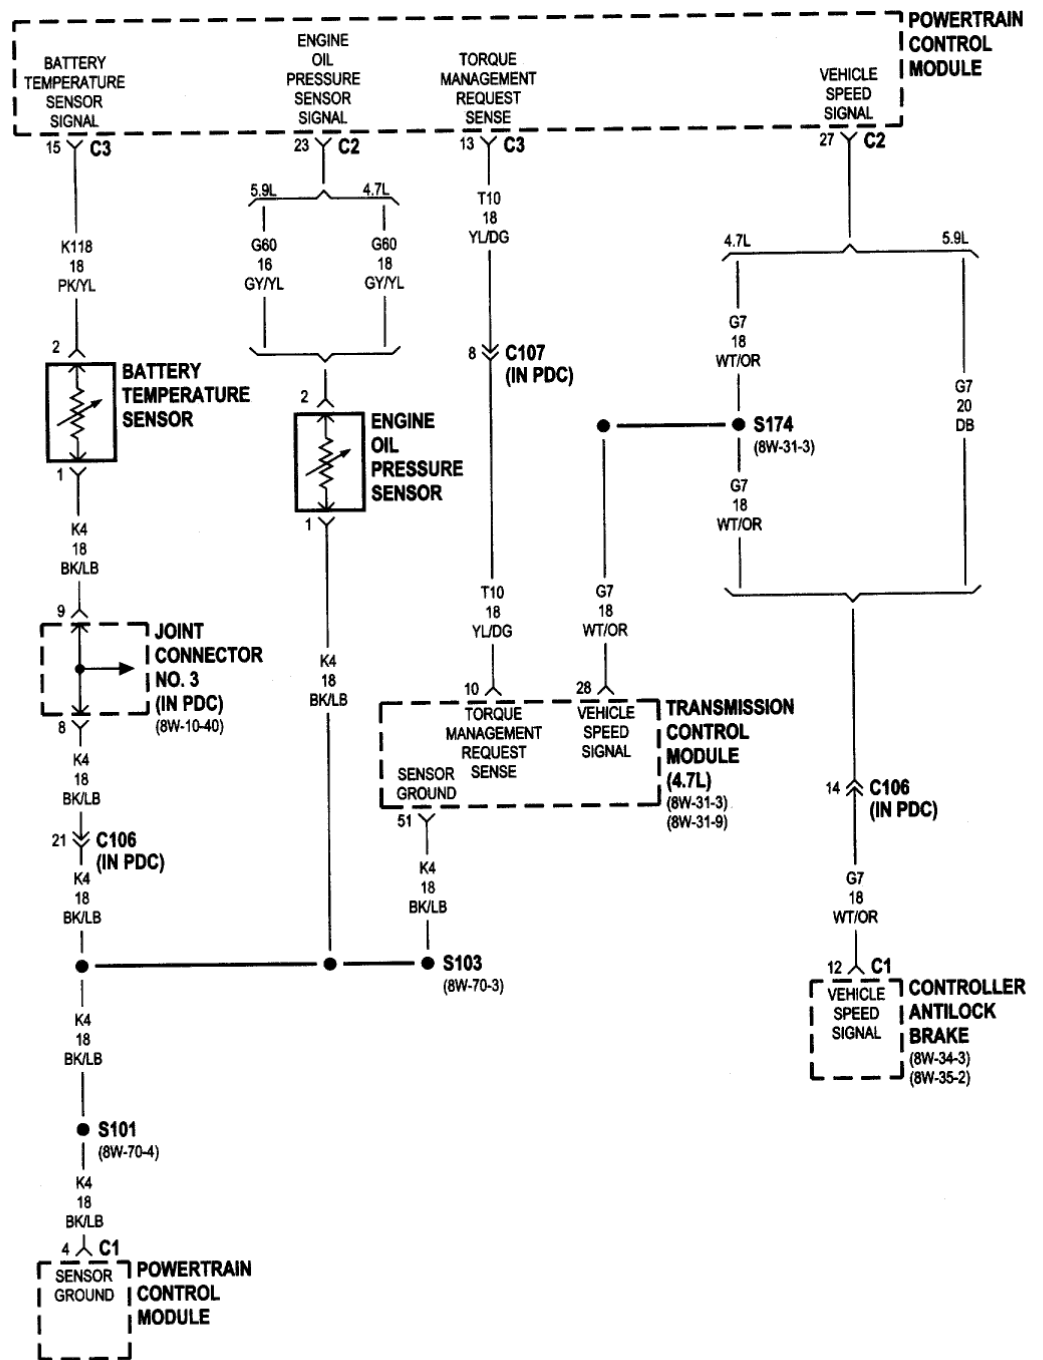 POWERTRAIN
CONTROL
MODULE
BATTERY
TEMPERATURE
SENSOR
SIGNAL
ENGINE
OIL
PRESSURE
SENSOR
SIGNAL
TORQUE
MANAGEMENT
REQUEST
SENSE
VEHICLE
SPEED
SIGNAL
15 C3
23 C2
13 C3
27 C2
5.9L 4.7L
T10
18
YL/DG
K118
18
PK/YL
G60
16
GY/YL
G60
18
GY/YL
4.7L 5.9L
G7
18
WT/OR
G7
20
DB
8 C107
(IN PDC)
2
BATTERY
TEMPERATURE
SENSOR
1
2
ENGINE
OIL
PRESSURE
SENSOR
1
S174
(8W-31-3)
G7
18
WT/OR
K4
18
BK/LB
9
JOINT
CONNECTOR
NO. 3
(IN PDC)
(8W-10-40)
8
K4
18
BK/LB
T10
18
YL/DG
G7
18
WT/OR
10
28
TORQUE
MANAGEMENT
REQUEST
SENSE
VEHICLE
SPEED
SIGNAL
SENSOR
GROUND
TRANSMISSION
CONTROL
MODULE
(4.7L)
(8W-31-3)
(8W-31-9)
51
K4
18
BK/LB
21 C106
(IN PDC)
K4
18
BK/LB
K4
18
BK/LB
14 C106
(IN PDC)
G7
18
WT/OR
S103
(8W-70-3)
12 C1
VEHICLE
SPEED
SIGNAL
CONTROLLER
ANTILOCK
BRAKE
(8W-34-3)
(8W-35-2)
K4
18
BK/LB
S101
(8W-70-4)
K4
18
BK/LB
4 C1
SENSOR
GROUND
POWERTRAIN
CONTROL
MODULE